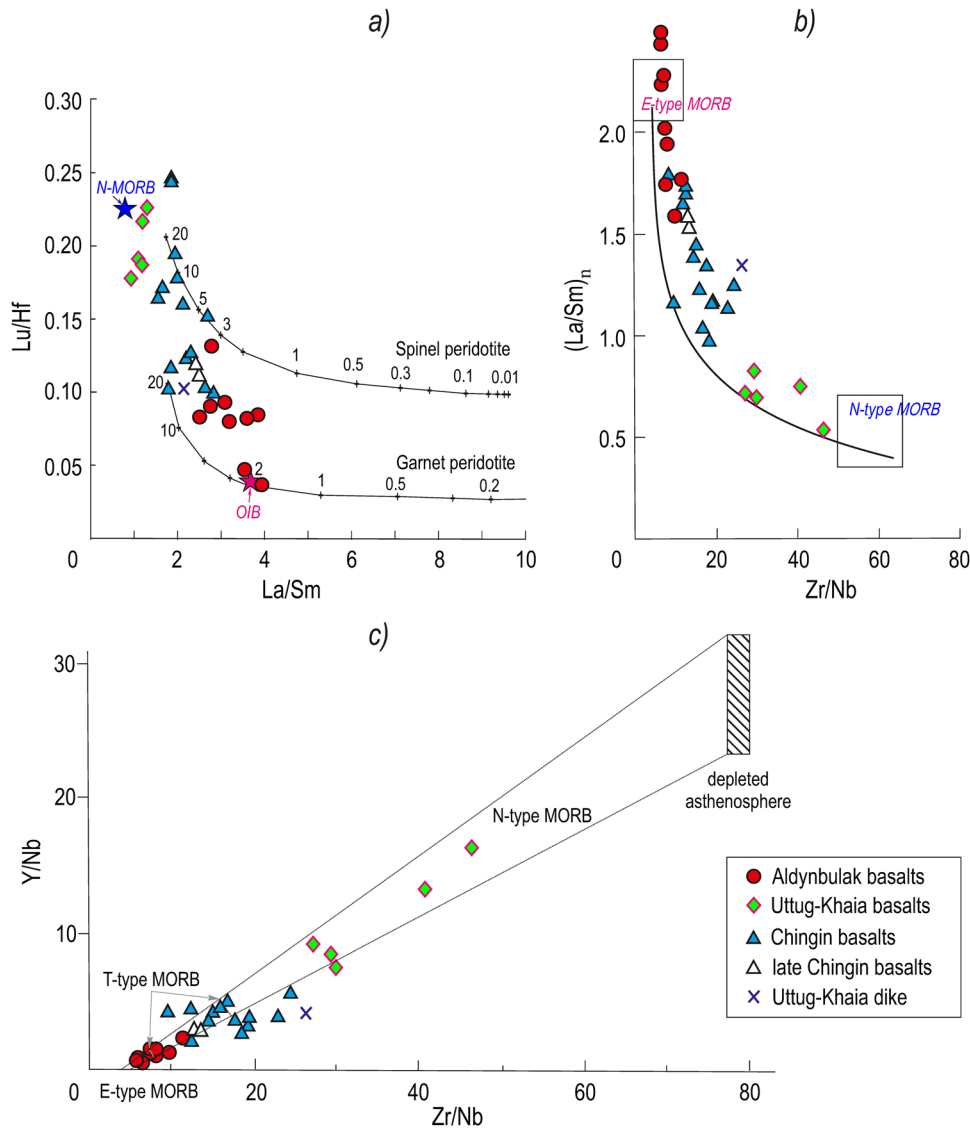 a)
0.30
0.25
0.20
0.15
0.10
0.05
Lu/Hf
N-MORB
20
10
5
3
1
0.5
0.3
0.1
0.01
Spinel peridotite
20
10
2
1
0.5
0.2
Garnet peridotite
OIB
0
2
4
6
8
10
La/Sm
b)
2.0
1.5
1.0
0.5
(La/Sm)n
E-type MORB
N-type MORB
0
20
40
60
80
Zr/Nb
c)
30
20
10
Y/Nb
depleted
asthenosphere
N-type MORB
T-type MORB
E-type MORB
0
20
40
60
80
Zr/Nb
Aldynbulak basalts
Uttug-Khaia basalts
Chingin basalts
late Chingin basalts
Uttug-Khaia dike